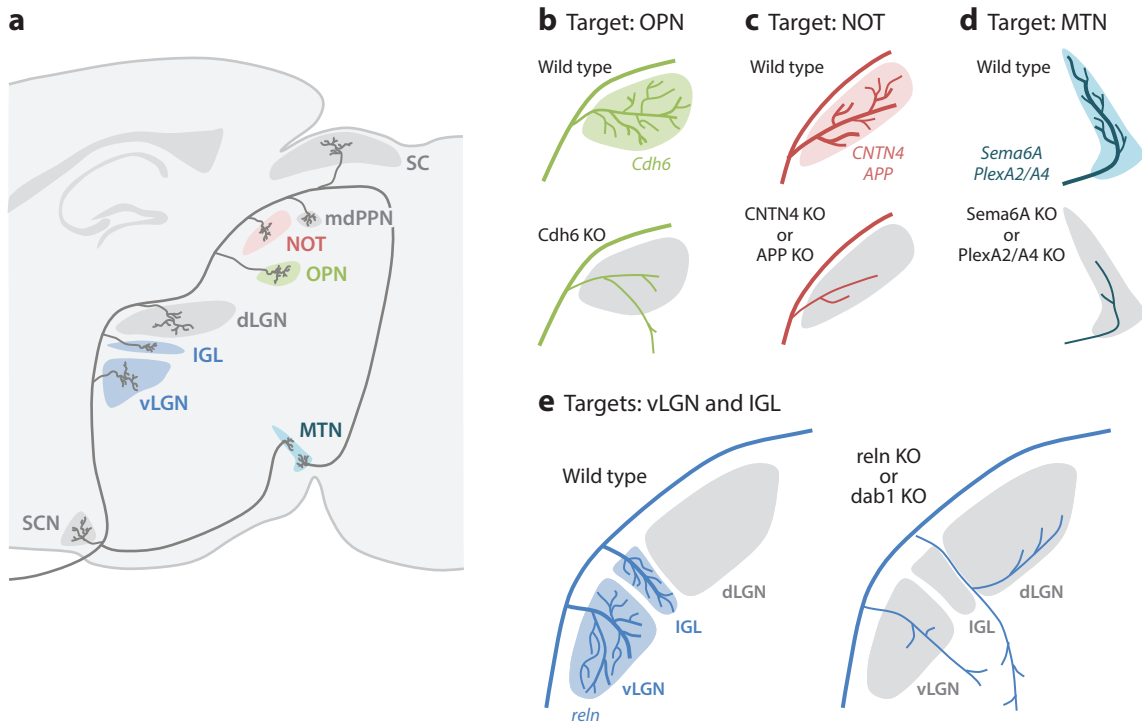 a
SC
mdPPN
NOT
OPN
dLGN
IGL
vLGN
MTN
SCN
b Target: OPN
Wild type
Cdh6
Cdh6 KO
c Target: NOT
Wild type
CNTN4
APP
CNTN4 KO
or
APP KO
d Target: MTN
Wild type
Sema6A
PlexA2/A4
Sema6A KO
or
PlexA2/A4 KO
e Targets: vLGN and IGL
Wild type
dLGN
IGL
vLGN
reln
reln KO
or
dab1 KO
dLGN
IGL
vLGN